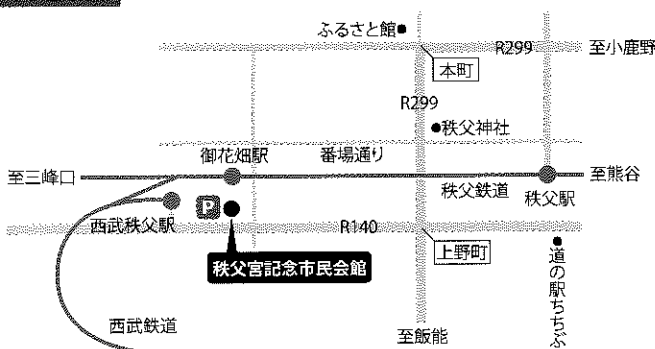 ふるさと館
R299
至小鹿野
本町
R299
秩父神社
御花畑駅
番場通り
至三峰口
至熊谷
秩父鉄道
秩父駅
P
西武秩父駅
R140
上野町
秩父宮記念市民会館
道の駅ちちぶ
西武鉄道
至飯能